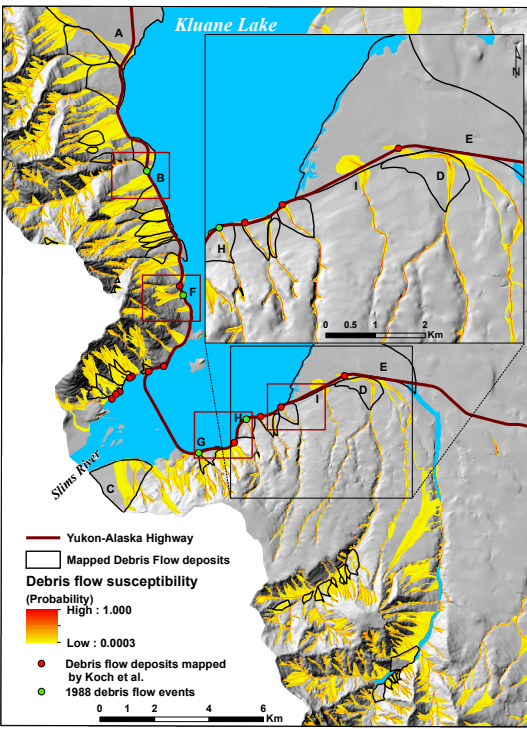 Kluane Lake
A
N
E
D
I
H
0 0.5 1 2
Km
B
F
E
D
I
H
G
C
Slims River
Yukon-Alaska Highway
Mapped Debris Flow deposits
Debris flow susceptibility
(Probability)
High : 1.000
Low : 0.0003
Debris flow deposits mapped
by Koch et al.
1988 debris flow events
0 1 2 4 6
Km